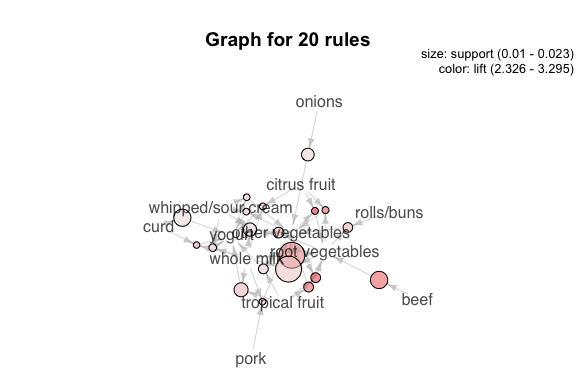 Graph for 20 rules
size: support (0.01 - 0.023)
color: lift (2.326 - 3.295)
onions
citrus fruit
whipped/sour cream
rolls/buns
curd
yogurt
other vegetables
root vegetables
whole milk
tropical fruit
beef
pork